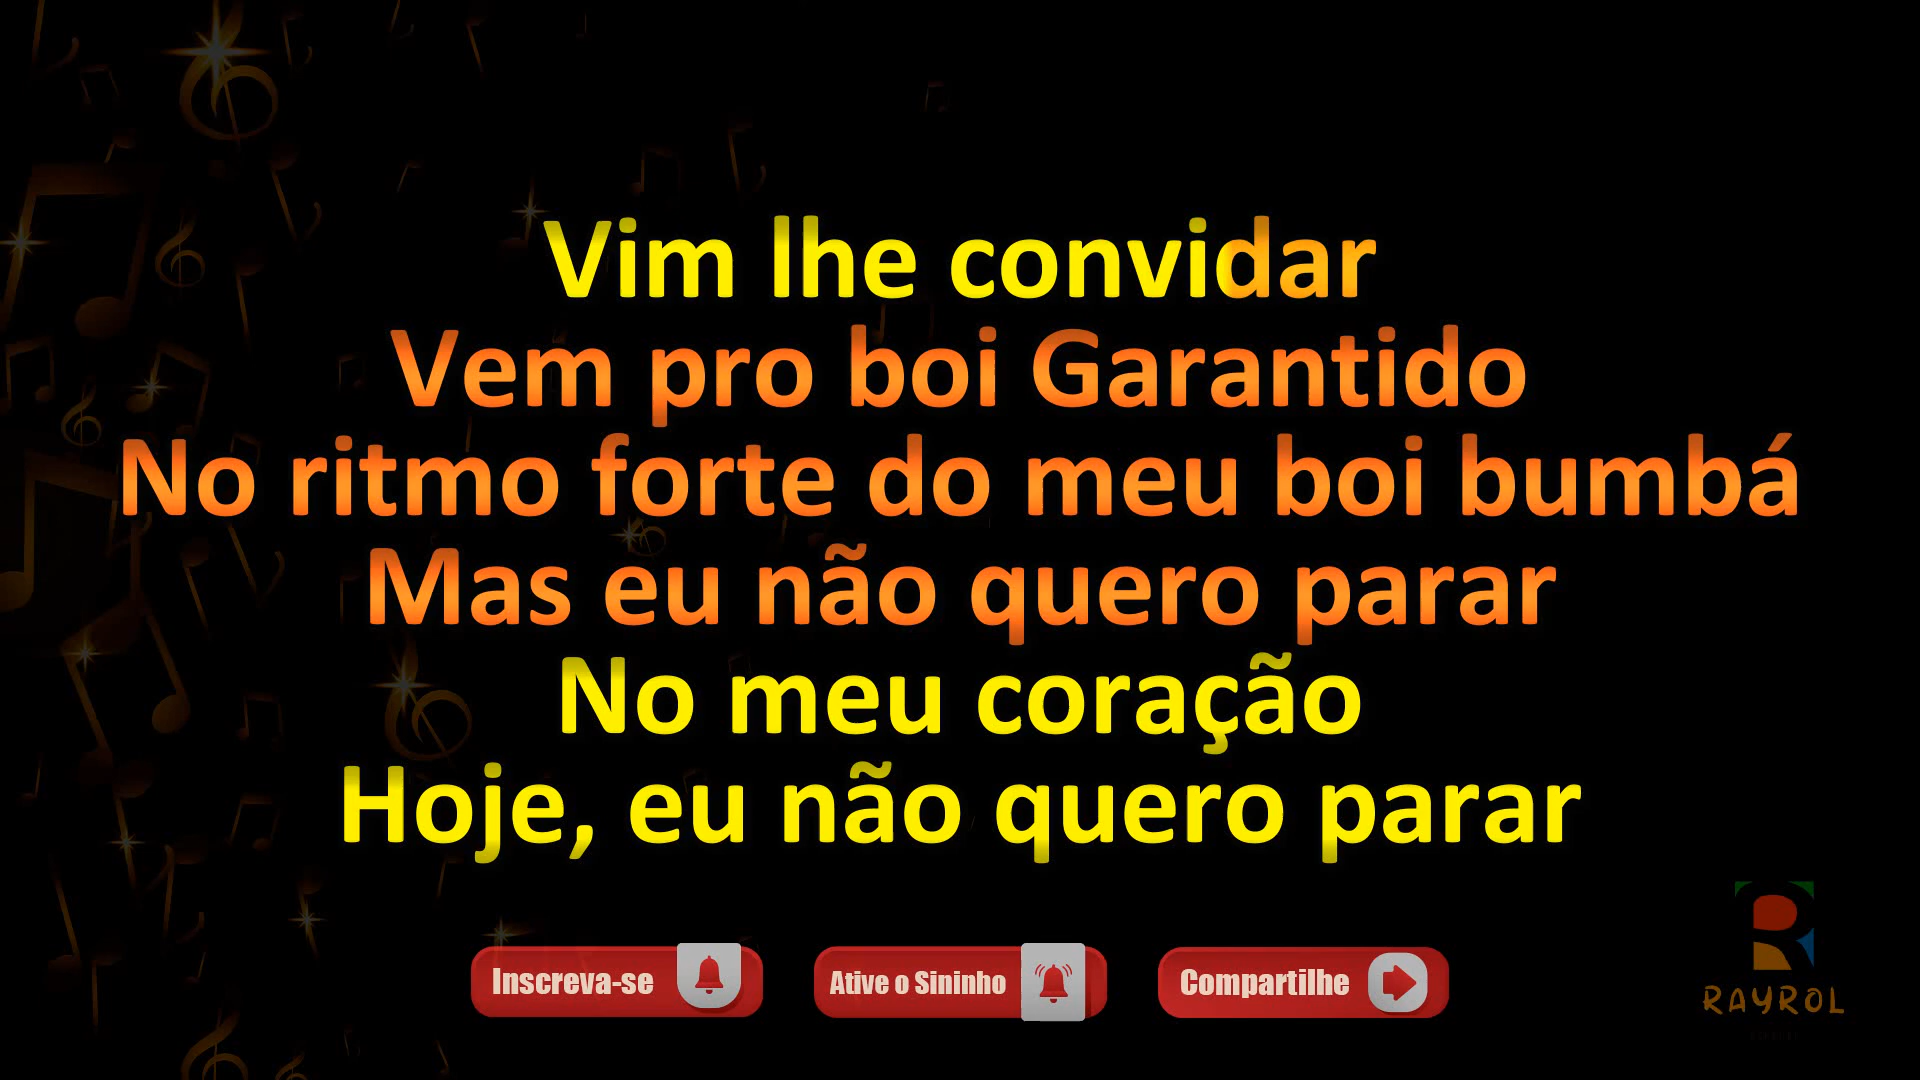 Vim lhe convidar
Vem pro boi Garantido
No ritmo forte do meu boi bumbá
Mas eu não quero parar
No meu coração
Hoje, eu não quero parar
Inscreva-se
Ative o Sininho
Compartilhe
RAYROL